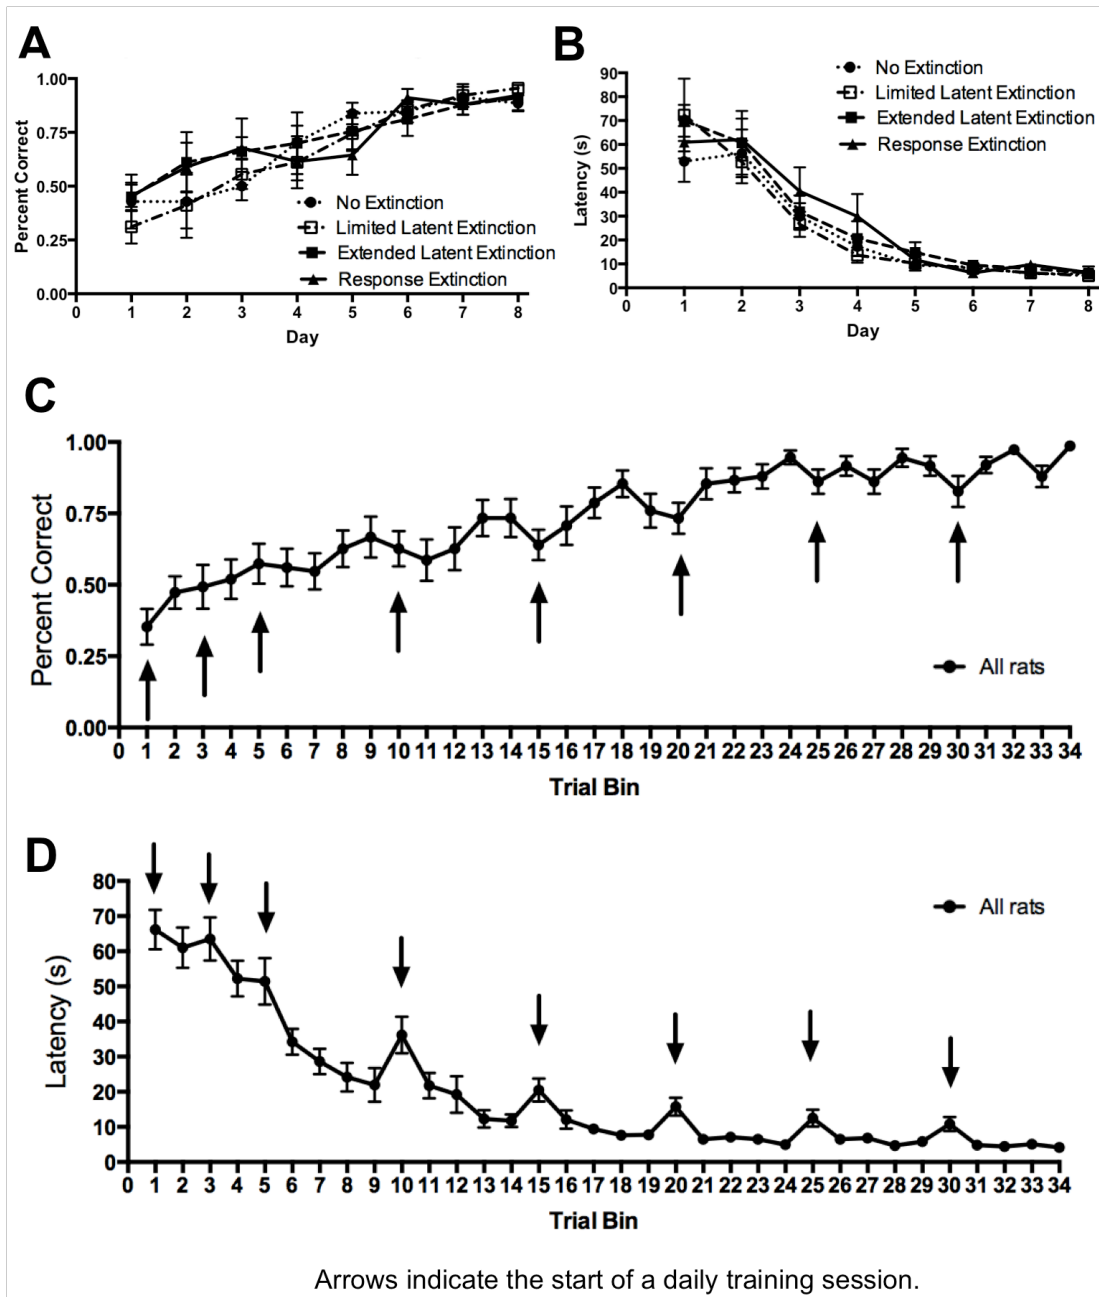 A
Percent Correct
1.00
0.75
0.50
0.25
0.00
0 1 2 3 4 5 6 7 8
Day
No Extinction
Limited Latent Extinction
Extended Latent Extinction
Response Extinction
B
Latency (s)
90
80
70
60
50
40
30
20
10
0
0 1 2 3 4 5 6 7 8
Day
No Extinction
Limited Latent Extinction
Extended Latent Extinction
Response Extinction
C
Percent Correct
1.00
0.75
0.50
0.25
0.00
0 1 2 3 4 5 6 7 8 9 10 11 12 13 14 15 16 17 18 19 20 21 22 23 24 25 26 27 28 29 30 31 32 33 34
Trial Bin
All rats
D
Latency (s)
80
70
60
50
40
30
20
10
0
0 1 2 3 4 5 6 7 8 9 10 11 12 13 14 15 16 17 18 19 20 21 22 23 24 25 26 27 28 29 30 31 32 33 34
Trial Bin
All rats
Arrows indicate the start of a daily training session.